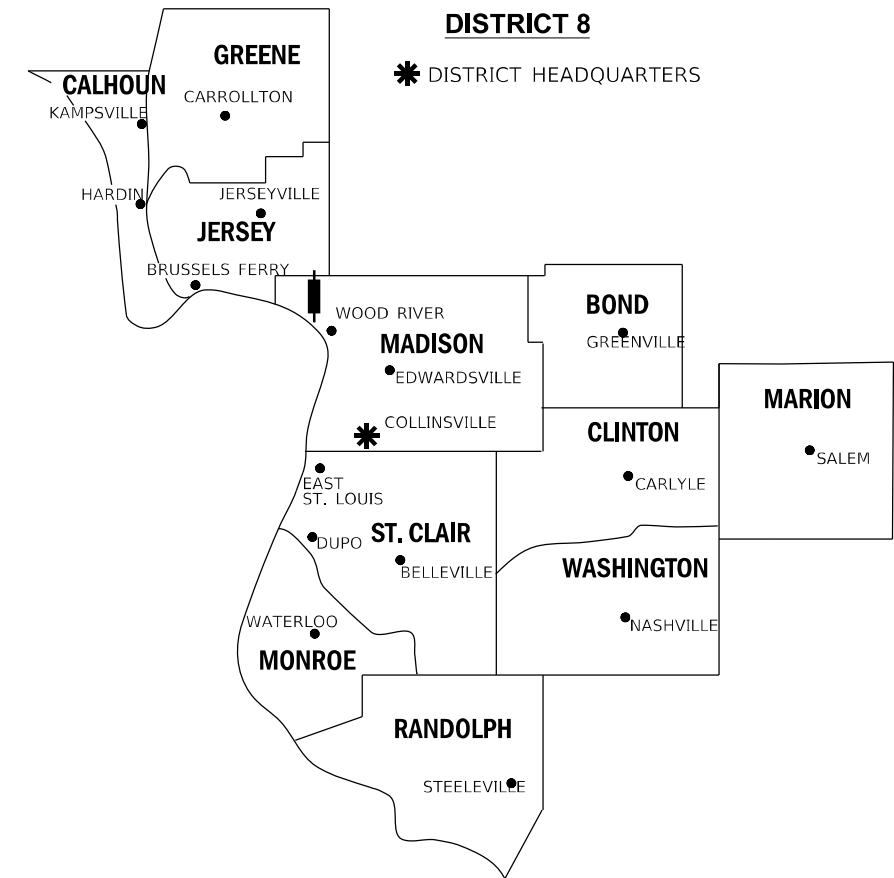 DISTRICT 8
DISTRICT HEADQUARTERS
GREENE
CALHOUN
CARROLLTON
KAMPSVILLE
HARDIN
JERSEYVILLE
JERSEY
BRUSSELS FERRY
WOOD RIVER
BOND
GREENVILLE
MADISON
EDWARDSVILLE
MARION
COLLINSVILLE
CLINTON
SALEM
EAST
ST. LOUIS
CARLYLE
ST. CLAIR
DUPO
BELLEVILLE
WASHINGTON
WATERLOO
NASHVILLE
MONROE
RANDOLPH
STEELEVILLE